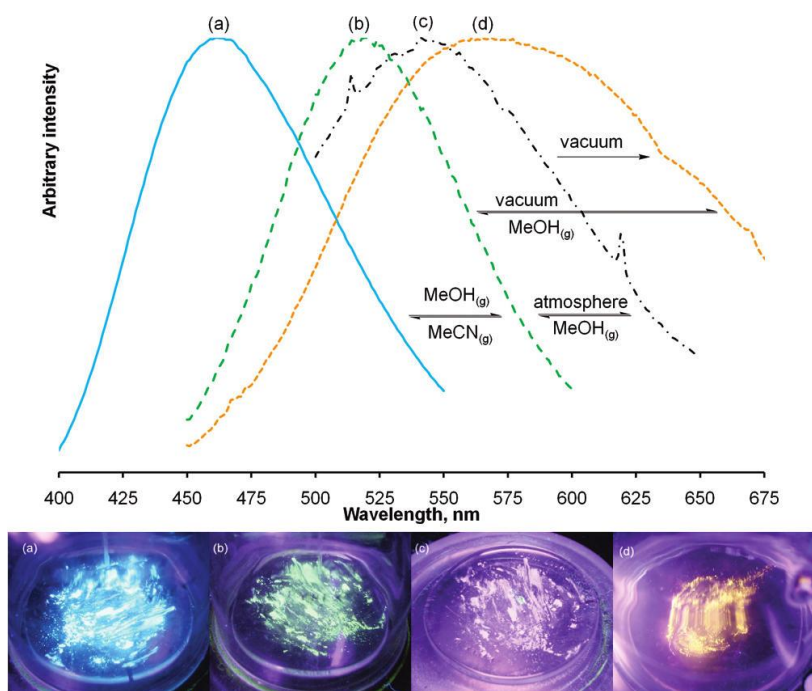 (a) (b) (c) (d)
Arbitrary intensity
vacuum
vacuum
MeOH(g)
MeOH(g)
MeCN(g)
atmosphere
MeOH(g)
400 425 450 475 500 525 550 575 600 625 650 675
Wavelength, nm
(a) (b) (c) (d)